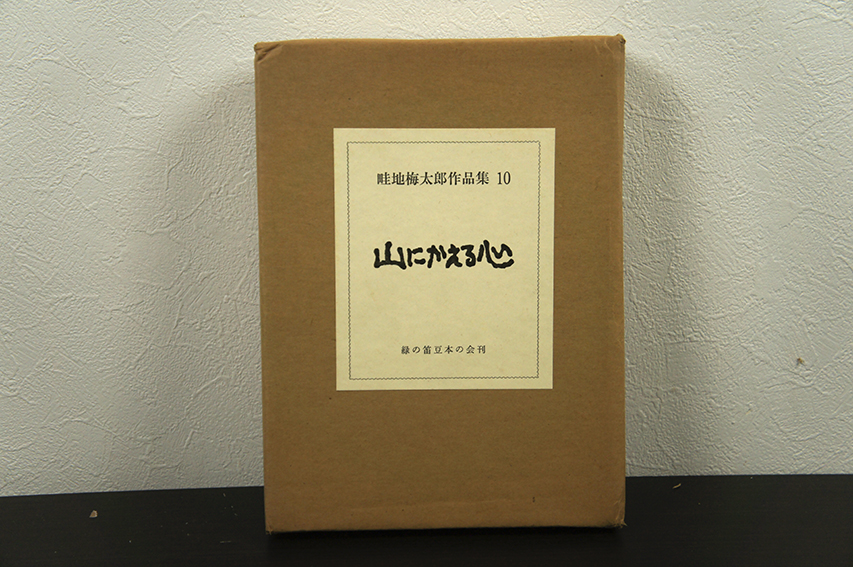 畦地梅太郎作品集 10
山にかえる心
緑の笛豆本の会刊